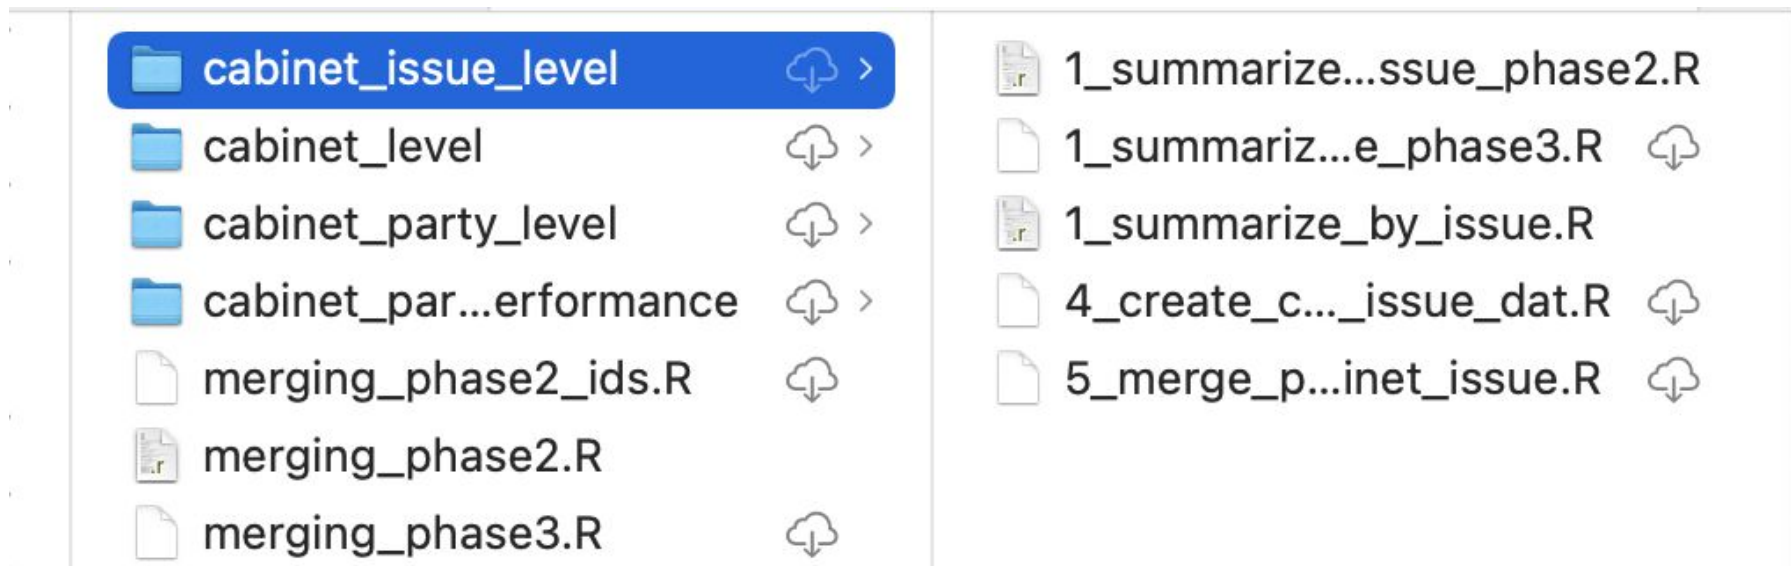 cabinet_issue_level
cabinet_level
cabinet_party_level
cabinet_par...erformance
merging_phase2_ids.R
merging_phase2.R
merging_phase3.R
1_summarize...ssue_phase2.R
1_summariz...e_phase3.R
1_summarize_by_issue.R
4_create_c..._issue_dat.R
5_merge_p...inet_issue.R